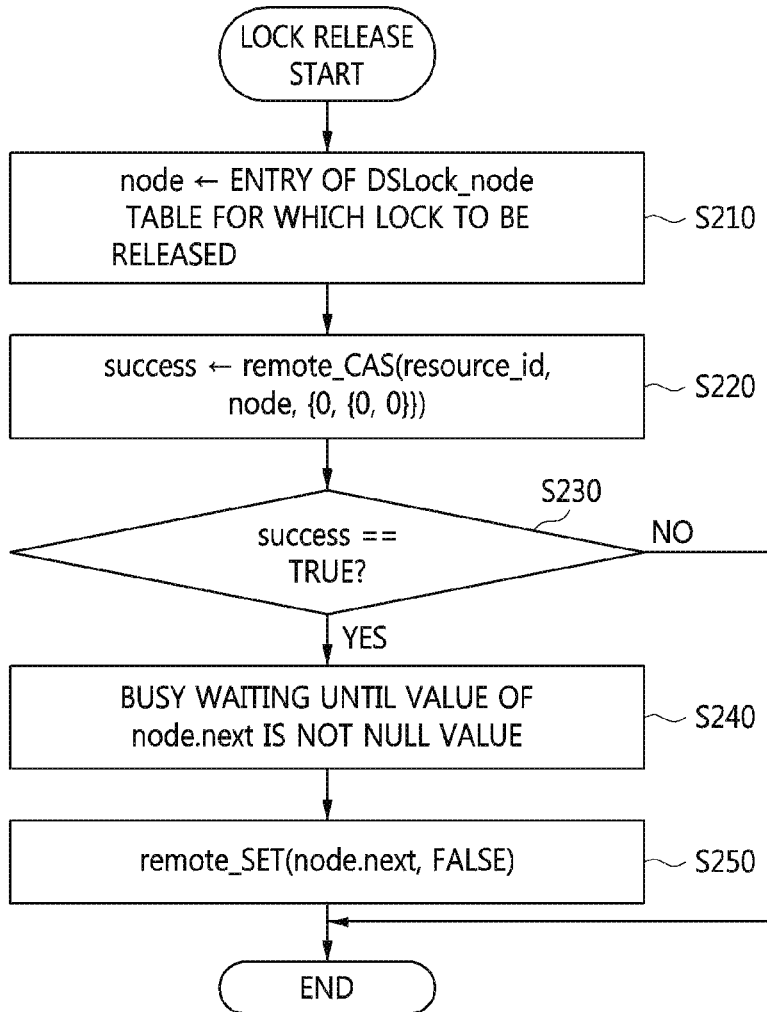 LOCK RELEASE
START
node ← ENTRY OF DSLock_node
TABLE FOR WHICH LOCK TO BE
RELEASED
S210
success ← remote_CAS(resource_id,
node, {0, {0, 0}})
S220
S230
success ==
TRUE?
NO
YES
BUSY WAITING UNTIL VALUE OF
node.next IS NOT NULL VALUE
S240
remote_SET(node.next, FALSE)
S250
END